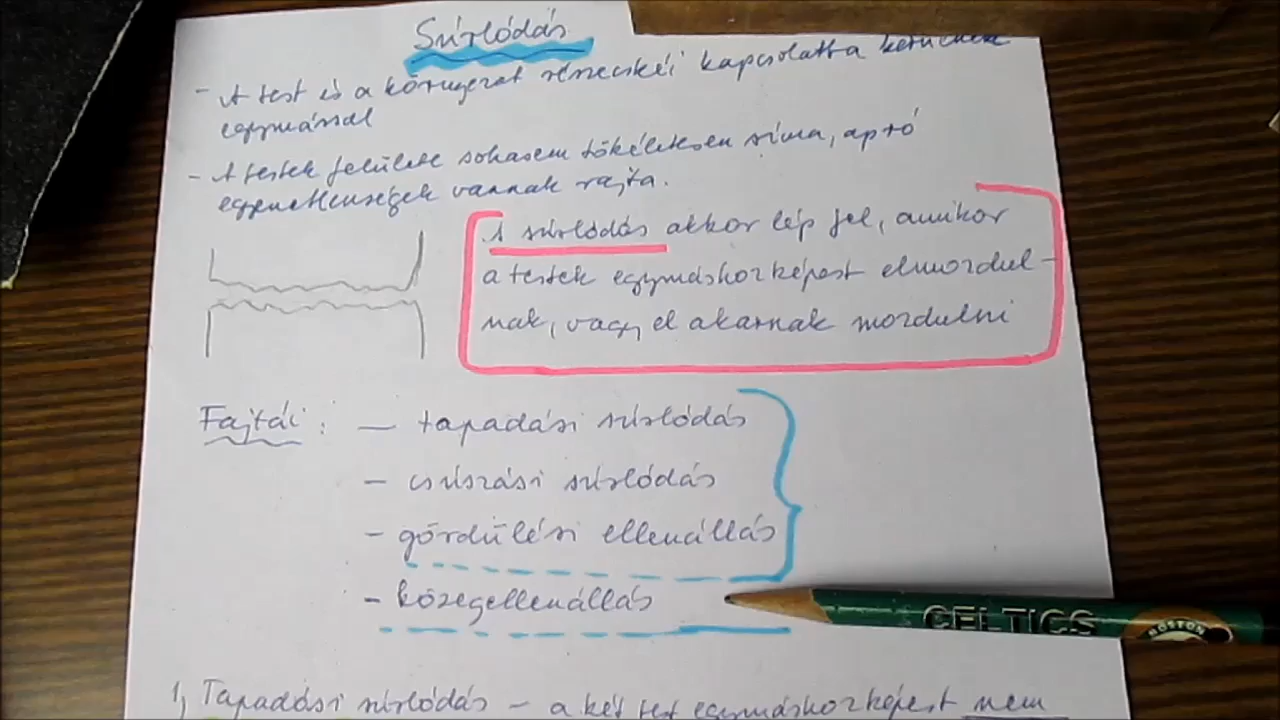 Súrlódás
- A test és a környezet részecskéi kapcsolatba kerülnek
egymással
- A testek felülete sohasem tökéletesen sima, apró
egyenetlenségek vannak rajta.
A súrlódás akkor lép fel, amikor
a testek egymáshoz képest elmozdul-
nak, vagy el akarnak mozdulni
Fajtái: - tapadási súrlódás
- csúszási súrlódás
- gördülési ellenállás
- közegellenállás
CELTICS
BOSTON
1, Tapadási súrlódás - a két test egymáshoz képest nem